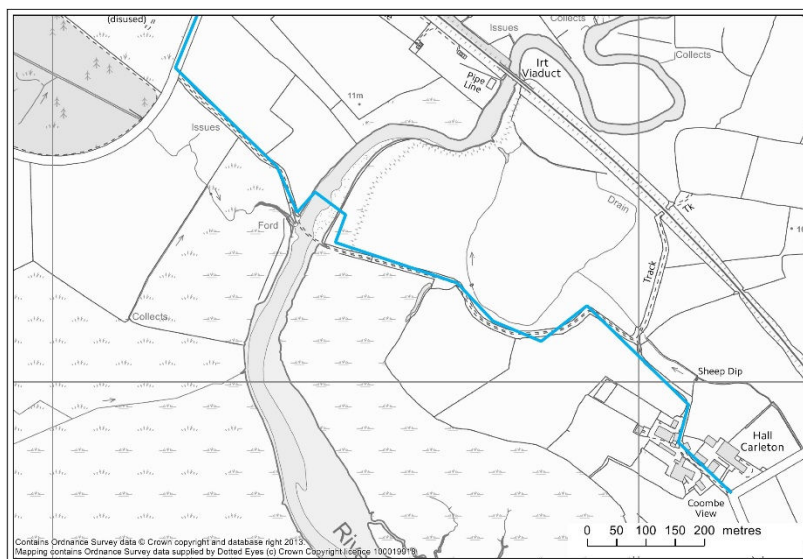 (disused)
Issues
Collects
Collects
Irt
Viaduct
Pipe
Line
11m
Issues
Drain
Tk
Ford
Track
Collects
Sheep Dip
Hall
Carleton
Coombe
View
0 50 100 150 200 metres
Contains Ordnance Survey data © Crown copyright and database right 2013.
Mapping contains Ordnance Survey data supplied by Dotted Eyes (c) Crown Copyright licence 100019918